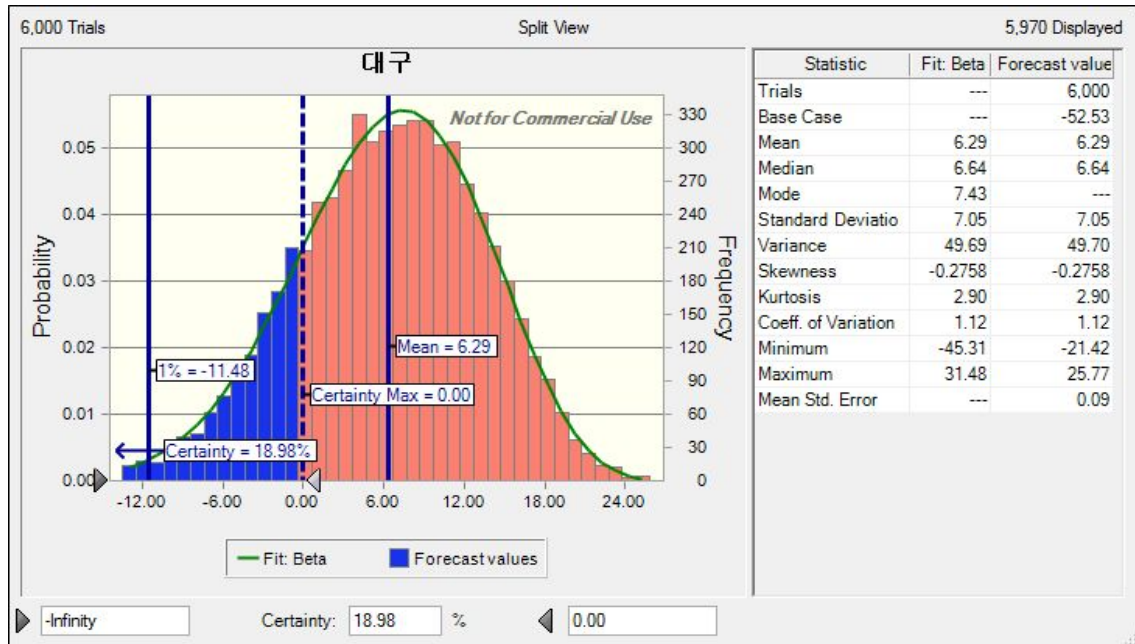 6,000 Trials Split View 5,970 Displayed
대구
Not for Commercial Use
Probability
0.05
0.04
0.03
0.02
0.01
0.00
330
300
270
240
210
180
150
120
90
60
30
0
Frequency
Mean = 6.29
1% = -11.48
Certainty Max = 0.00
Certainty = 18.98%
-12.00 -6.00 0.00 6.00 12.00 18.00 24.00
Fit: Beta Forecast values
Statistic Fit: Beta Forecast value
Trials --- 6,000
Base Case --- -52.53
Mean 6.29 6.29
Median 6.64 6.64
Mode 7.43 ---
Standard Deviatio 7.05 7.05
Variance 49.69 49.70
Skewness -0.2758 -0.2758
Kurtosis 2.90 2.90
Coeff. of Variation 1.12 1.12
Minimum -45.31 -21.42
Maximum 31.48 25.77
Mean Std. Error --- 0.09
-Infinity Certainty: 18.98 % 0.00